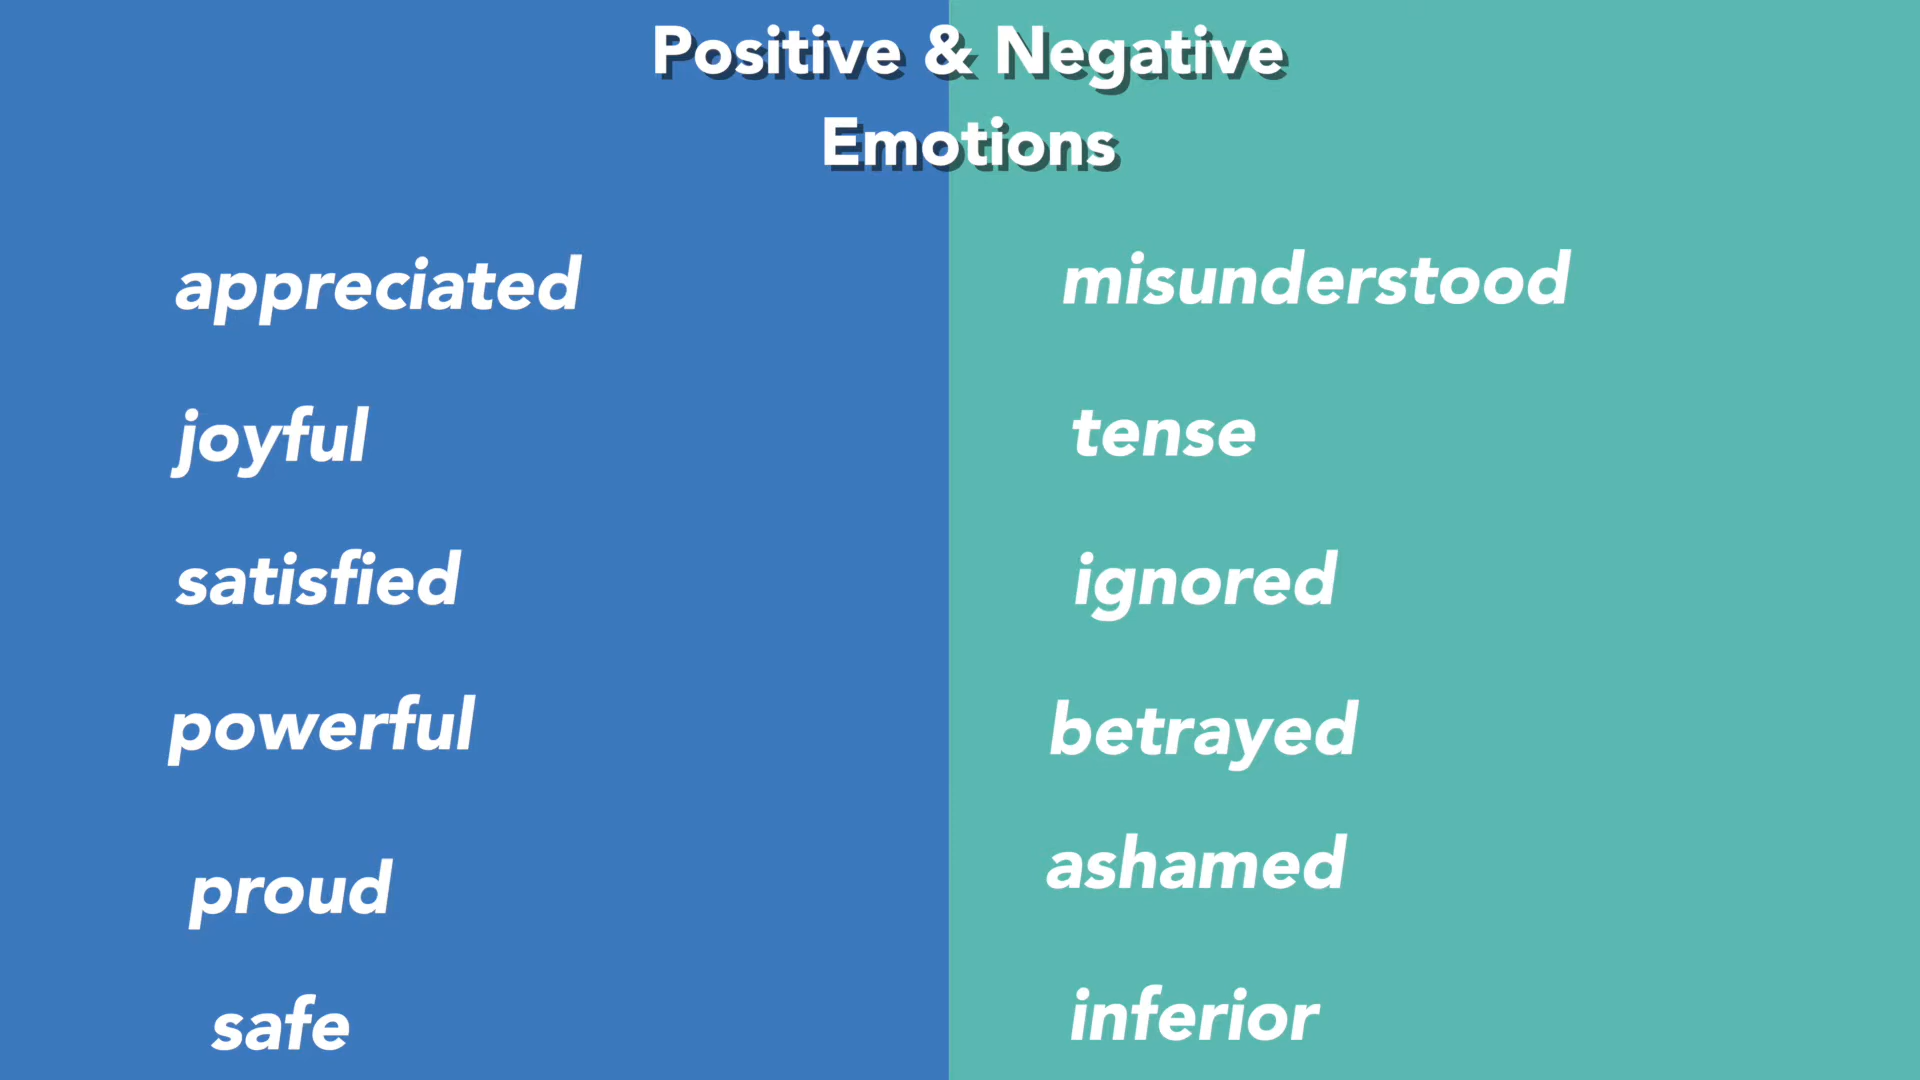 Positive & Negative
Emotions
appreciated
joyful
satisfied
powerful
proud
safe
misunderstood
tense
ignored
betrayed
ashamed
inferior